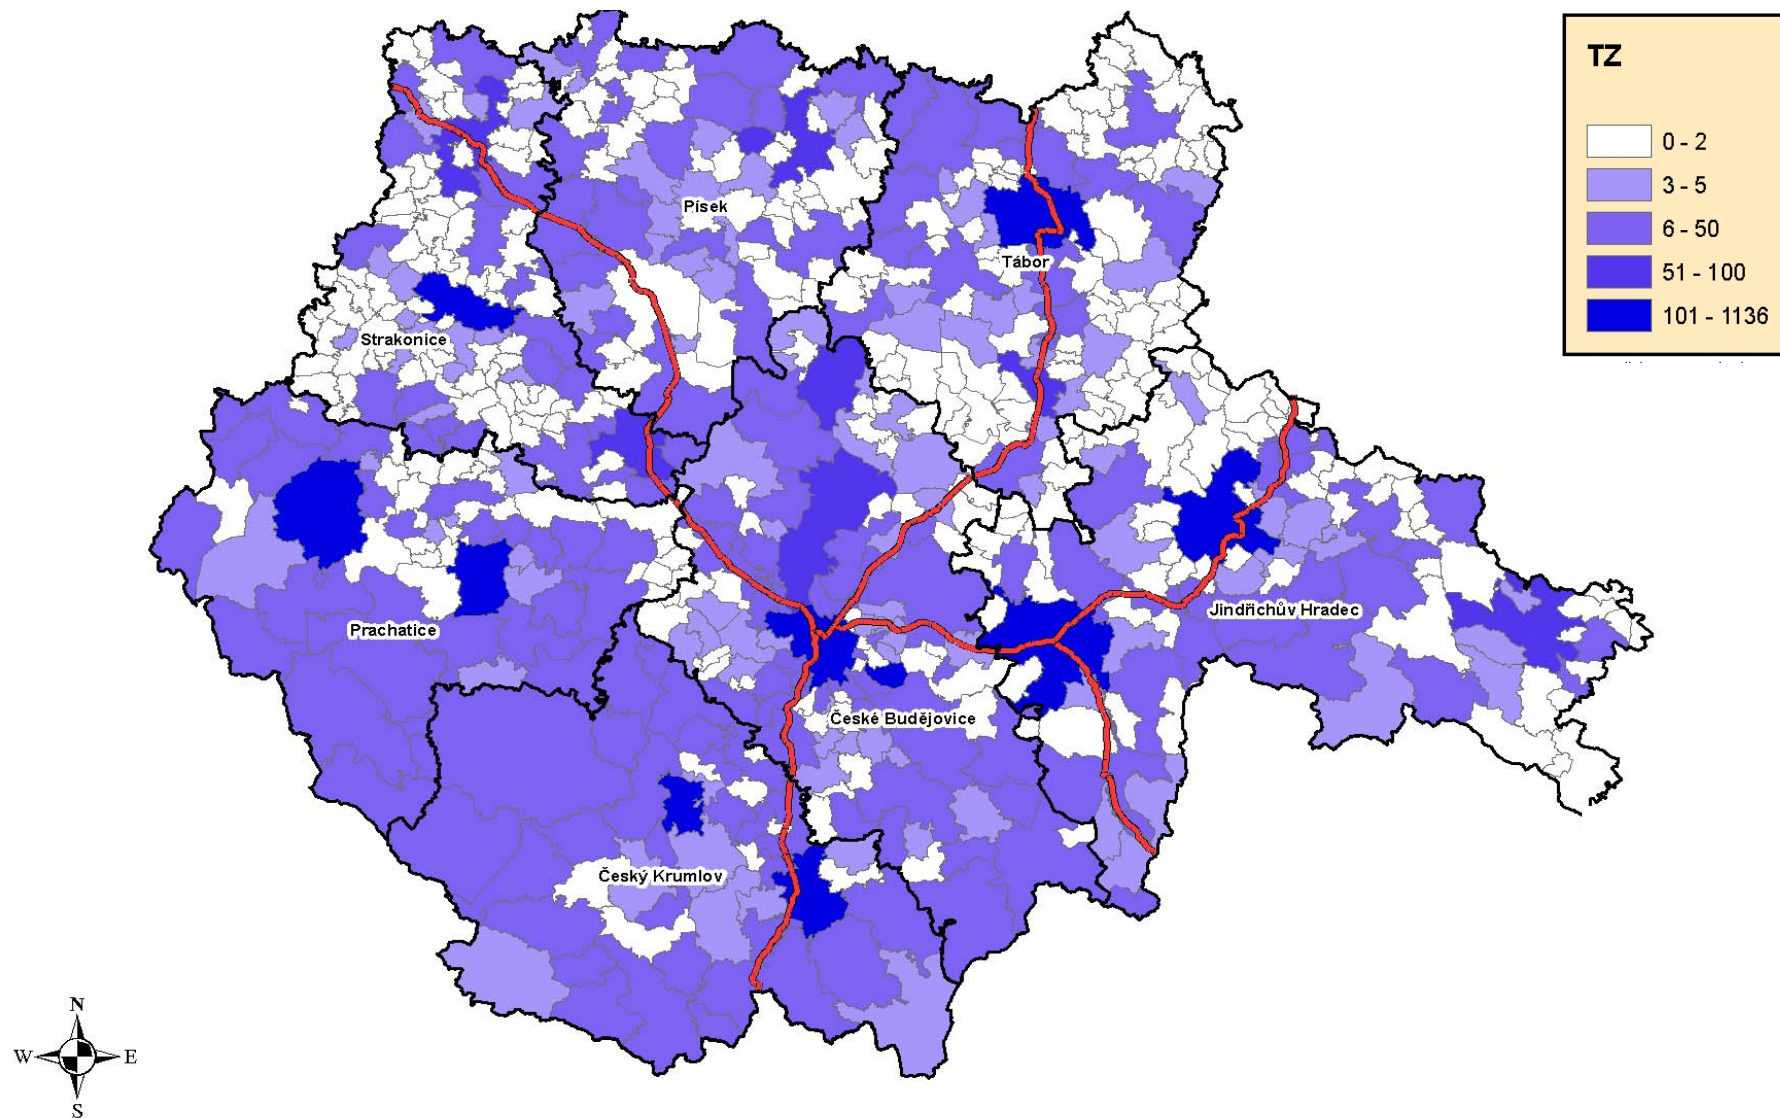 TZ
0 - 2
3 - 5
6 - 50
51 - 100
101 - 1136
Písek
Tábor
Strakonice
Jindřichův Hradec
Prachatice
České Budějovice
Český Krumlov
N
W
E
S